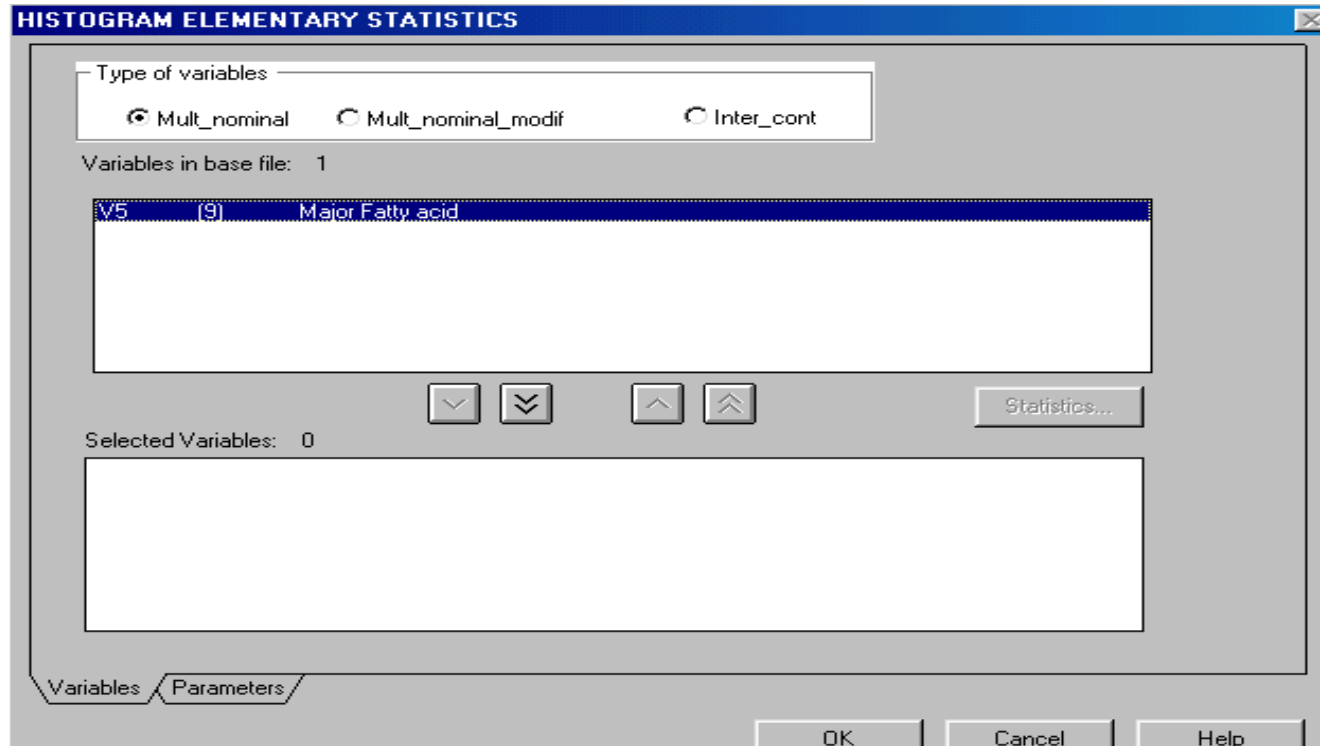 HISTOGRAM ELEMENTARY STATISTICS
Type of variables
Mult_nominal Mult_nominal_modif Inter_cont
Variables in base file: 1
V5 (9) Major Fatty acid
Statistics...
Selected Variables: 0
Variables Parameters
OK Cancel Help